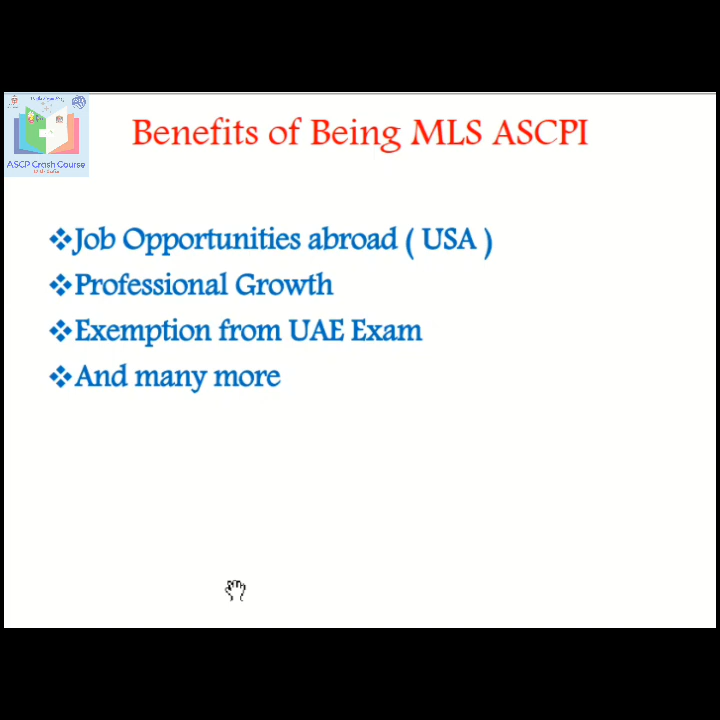 ASCP Crash Course
Benefits of Being MLS ASCPI
❖Job Opportunities abroad ( USA )
❖Professional Growth
❖Exemption from UAE Exam
❖And many more